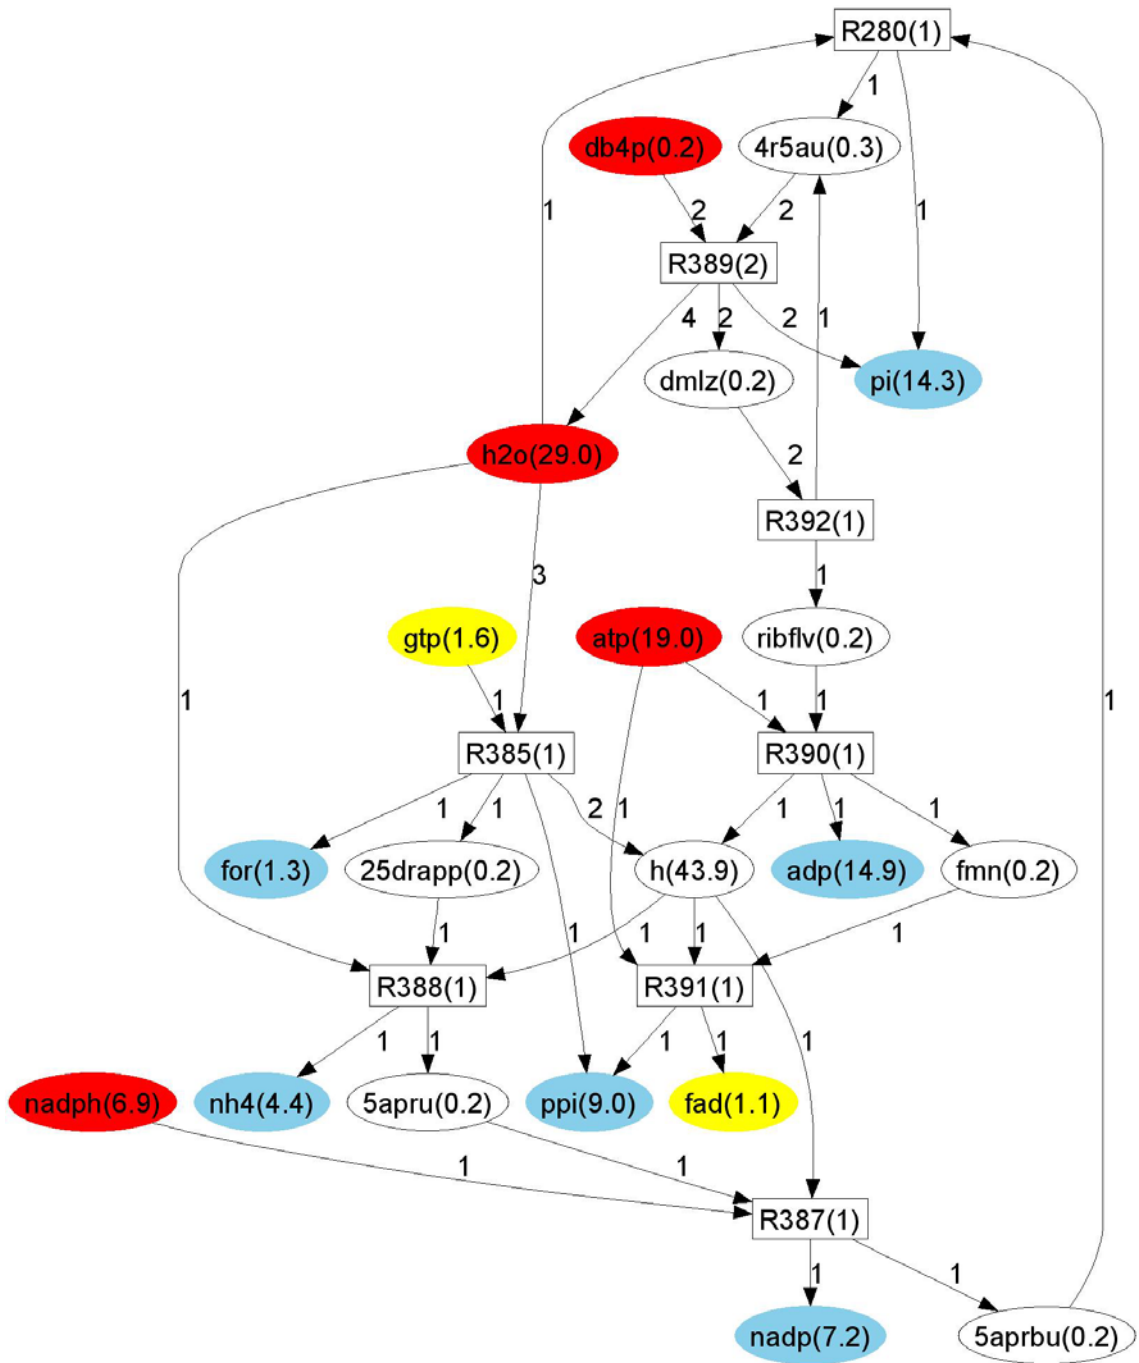 R280(1)
1
db4p(0.2)
4r5au(0.3)
1
2
2
1
R389(2)
4
2
2
1
dmlz(0.2)
pi(14.3)
h2o(29.0)
2
R392(1)
3
1
gtp(1.6)
atp(19.0)
ribflv(0.2)
1
1
1
1
1
R385(1)
R390(1)
1
1
2
1
1
1
1
for(1.3)
25drapp(0.2)
h(43.9)
adp(14.9)
fmn(0.2)
1
1
1
1
1
R388(1)
R391(1)
1
1
1
1
1
nadph(6.9)
nh4(4.4)
5apru(0.2)
ppi(9.0)
fad(1.1)
1
1
R387(1)
1
1
nadp(7.2)
5aprbu(0.2)